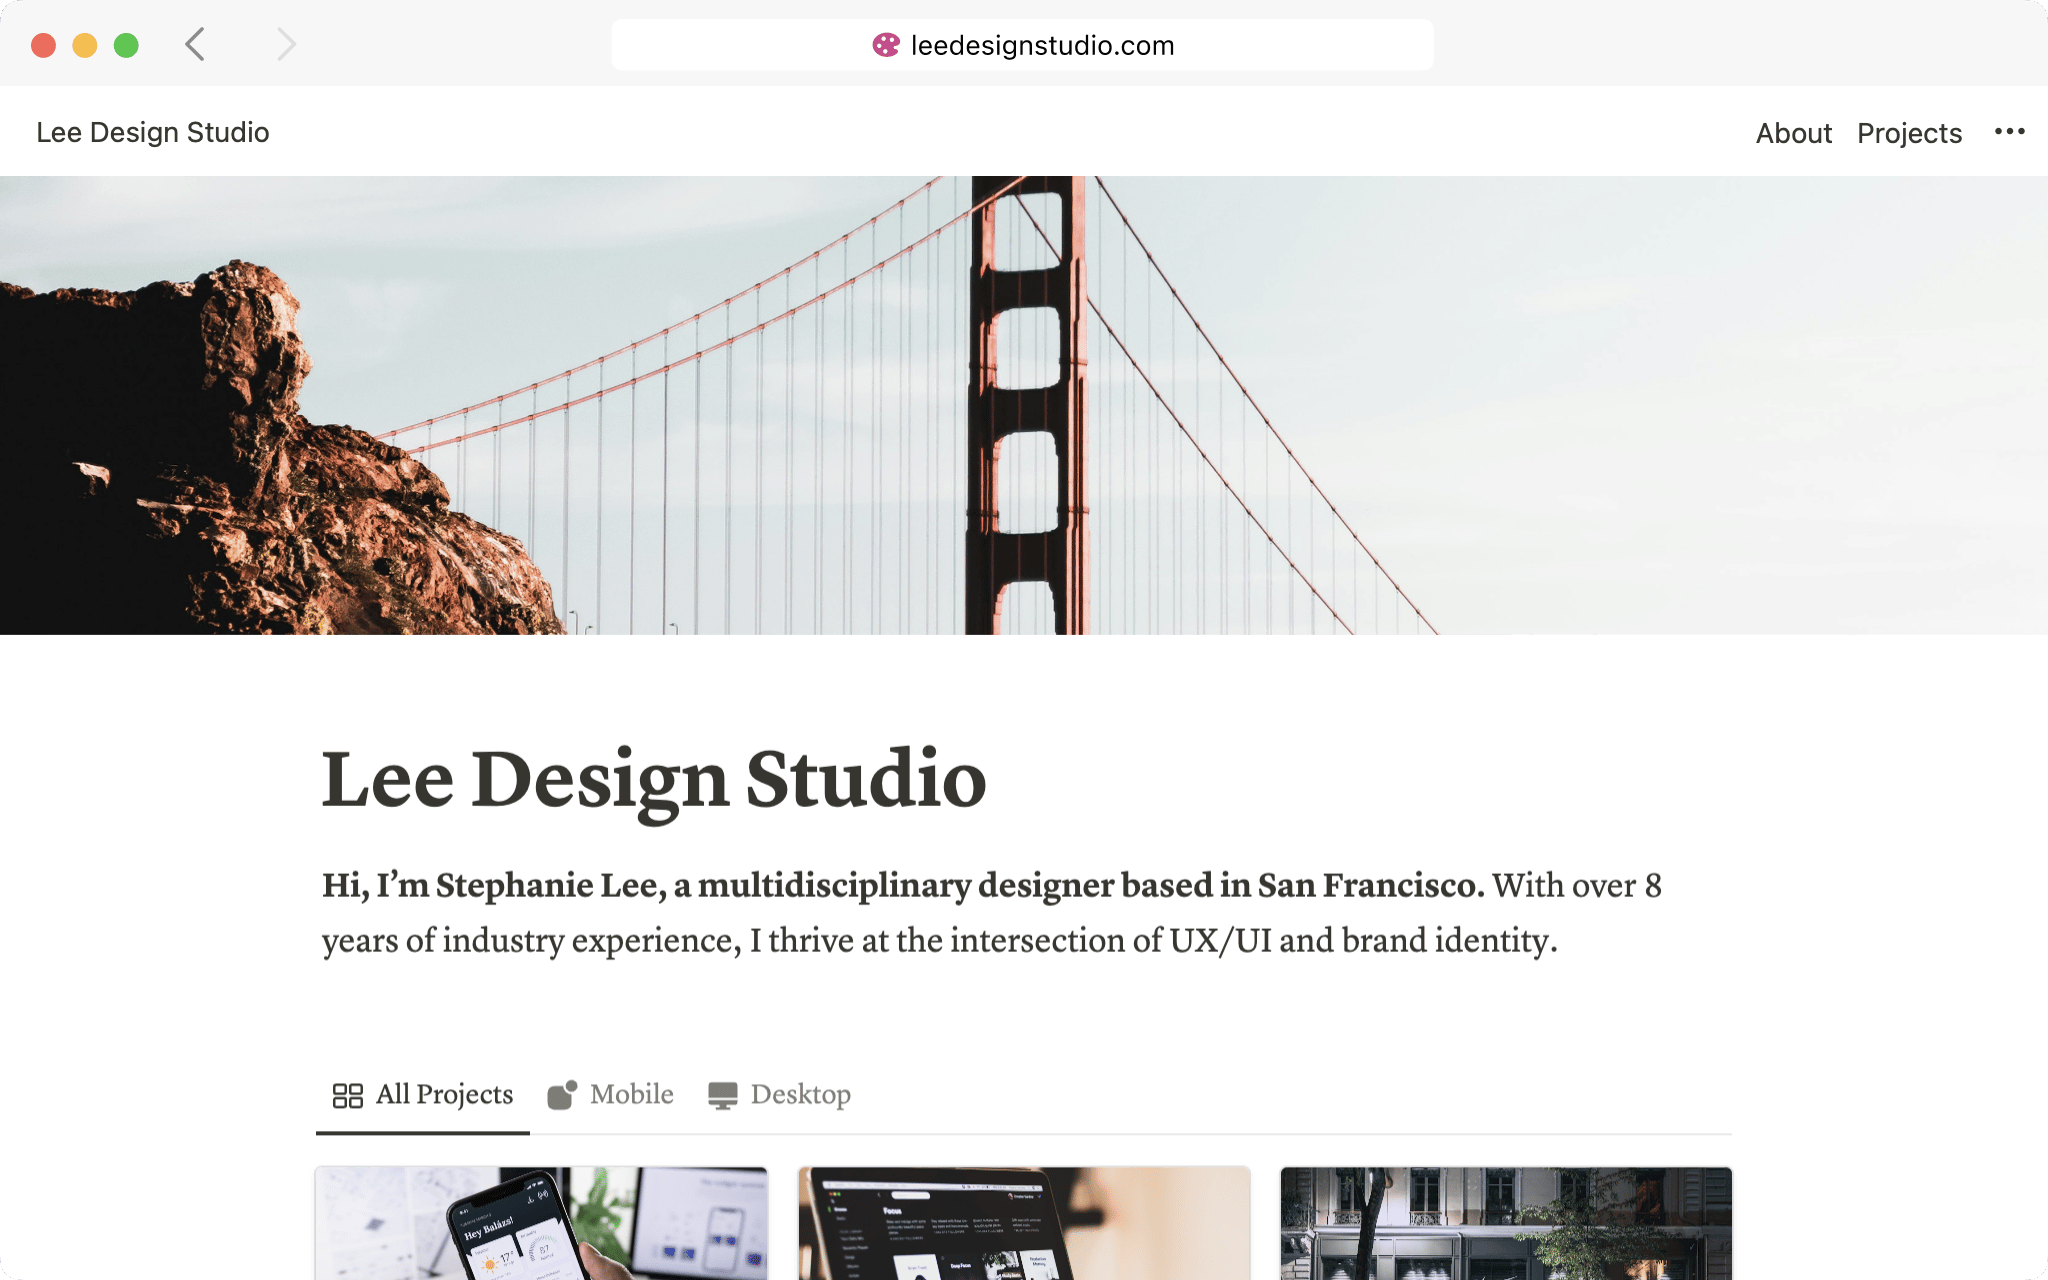 leedesignstudio.com
Lee Design Studio
About Projects
Lee Design Studio
Hi, I’m Stephanie Lee, a multidisciplinary designer based in San Francisco. With over 8
years of industry experience, I thrive at the intersection of UX/UI and brand identity.
All Projects Mobile Desktop
Hey Balázs!
17°
Focus